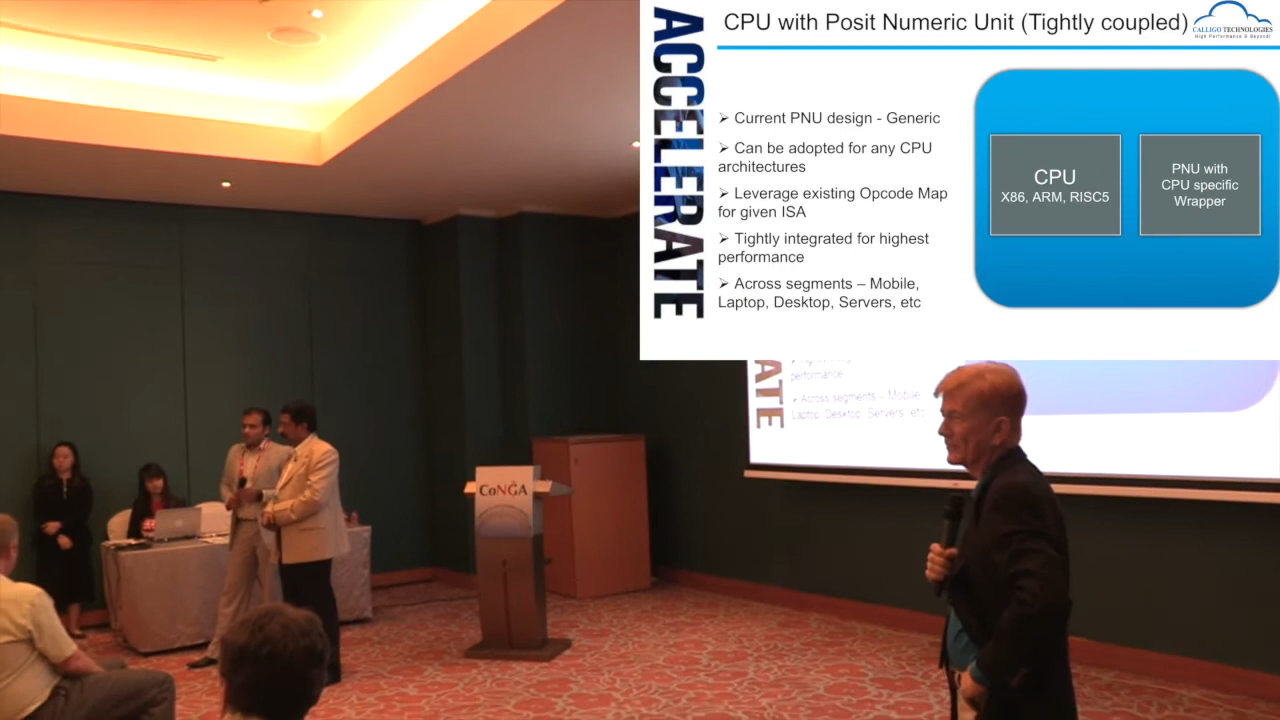 ACCELERATE
CPU with Posit Numeric Unit (Tightly coupled)
CALLIGO TECHNOLOGIES
High Performance & Beyond!
➢ Current PNU design - Generic
➢ Can be adopted for any CPU
architectures
➢ Leverage existing Opcode Map
for given ISA
➢ Tightly integrated for highest
performance
➢ Across segments – Mobile,
Laptop, Desktop, Servers, etc
CPU
X86, ARM, RISC5
PNU with
CPU specific
Wrapper
ATE
performance
Across segments – Mobile,
Laptop, Desktop, Servers, etc
CoNGA